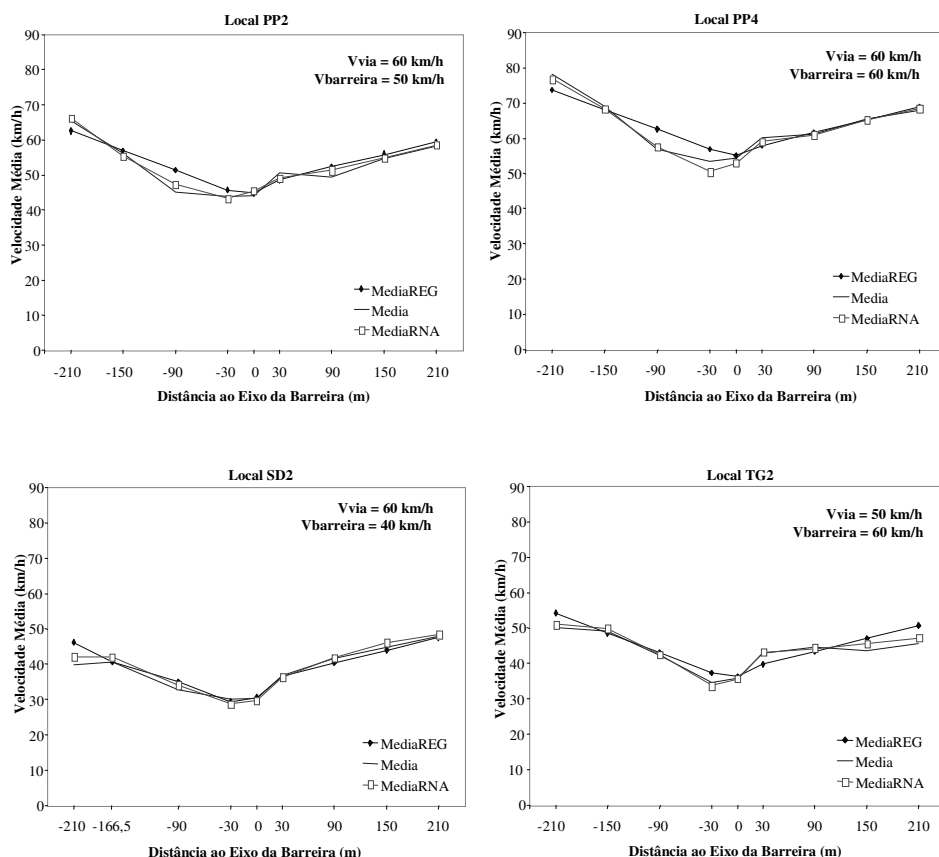 Local PP2
Vvia = 60 km/h
Vbarreira = 50 km/h
Velocidade Média (km/h)
90
80
70
60
50
40
30
20
10
0
MediaREG
Media
MediaRNA
-210 -150 -90 -30 0 30 90 150 210
Distância ao Eixo da Barreira (m)
Local PP4
Vvia = 60 km/h
Vbarreira = 60 km/h
Velocidade Média (km/h)
90
80
70
60
50
40
30
20
10
0
MediaREG
Media
MediaRNA
-210 -150 -90 -30 0 30 90 150 210
Distância ao Eixo da Barreira (m)
Local SD2
Vvia = 60 km/h
Vbarreira = 40 km/h
Velocidade Média (km/h)
90
80
70
60
50
40
30
20
10
0
MediaREG
Media
MediaRNA
-210 -166,5 -90 -30 0 30 90 150 210
Distância ao Eixo da Barreira (m)
Local TG2
Vvia = 50 km/h
Vbarreira = 60 km/h
Velocidade Média (km/h)
90
80
70
60
50
40
30
20
10
0
MediaREG
Media
MediaRNA
-210 -150 -90 -30 0 30 90 150 210
Distância ao Eixo da Barreira (m)